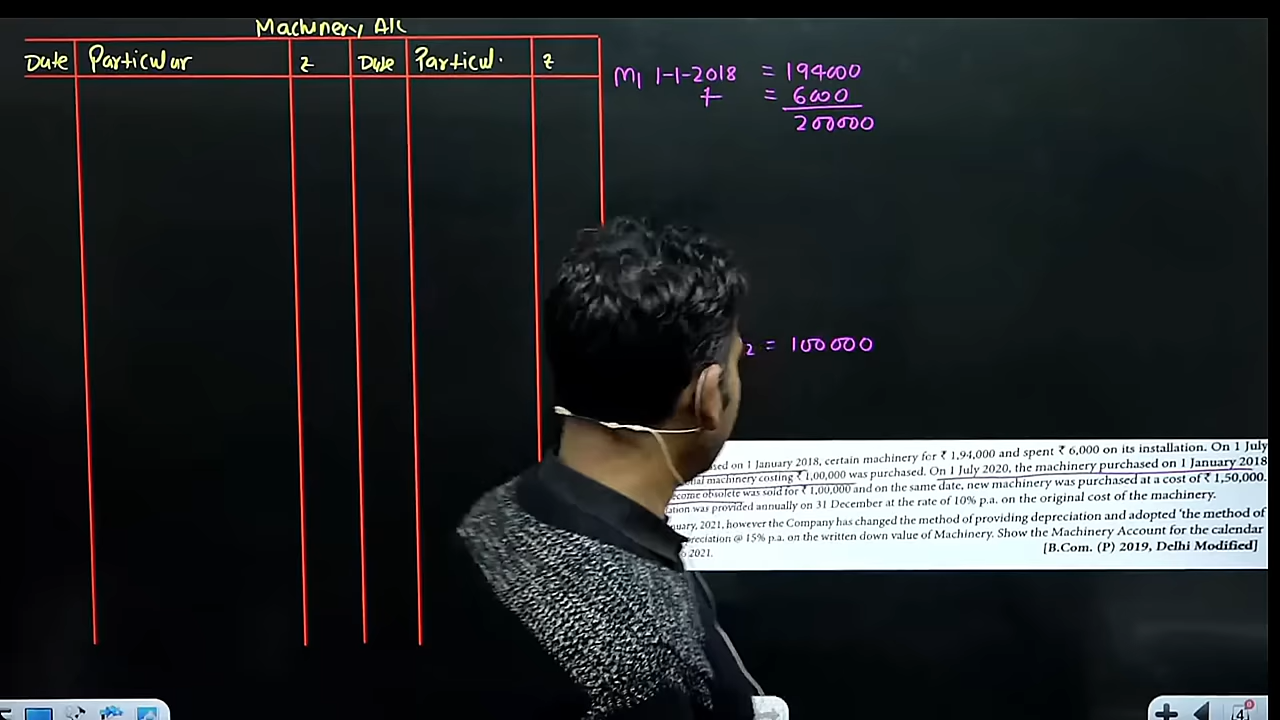 Machinery A/c
Date Particular ₹ Date Particul. ₹
M1 1-1-2018 = 194000
+ = 6000
200000
2 = 100000
sed on 1 January 2018, certain machinery for ₹ 1,94,000 and spent ₹ 6,000 on its installation. On 1 July
nal machinery costing ₹ 1,00,000 was purchased. On 1 July 2020, the machinery purchased on 1 January 2018
ecome obsolete was sold for ₹ 1,00,000 and on the same date, new machinery was purchased at a cost of ₹ 1,50,000.
iation was provided annually on 31 December at the rate of 10% p.a. on the original cost of the machinery.
nuary, 2021, however the Company has changed the method of providing depreciation and adopted 'the method of
preciation @ 15% p.a. on the written down value of Machinery. Show the Machinery Account for the calendar
2021. [B.Com. (P) 2019, Delhi Modified]